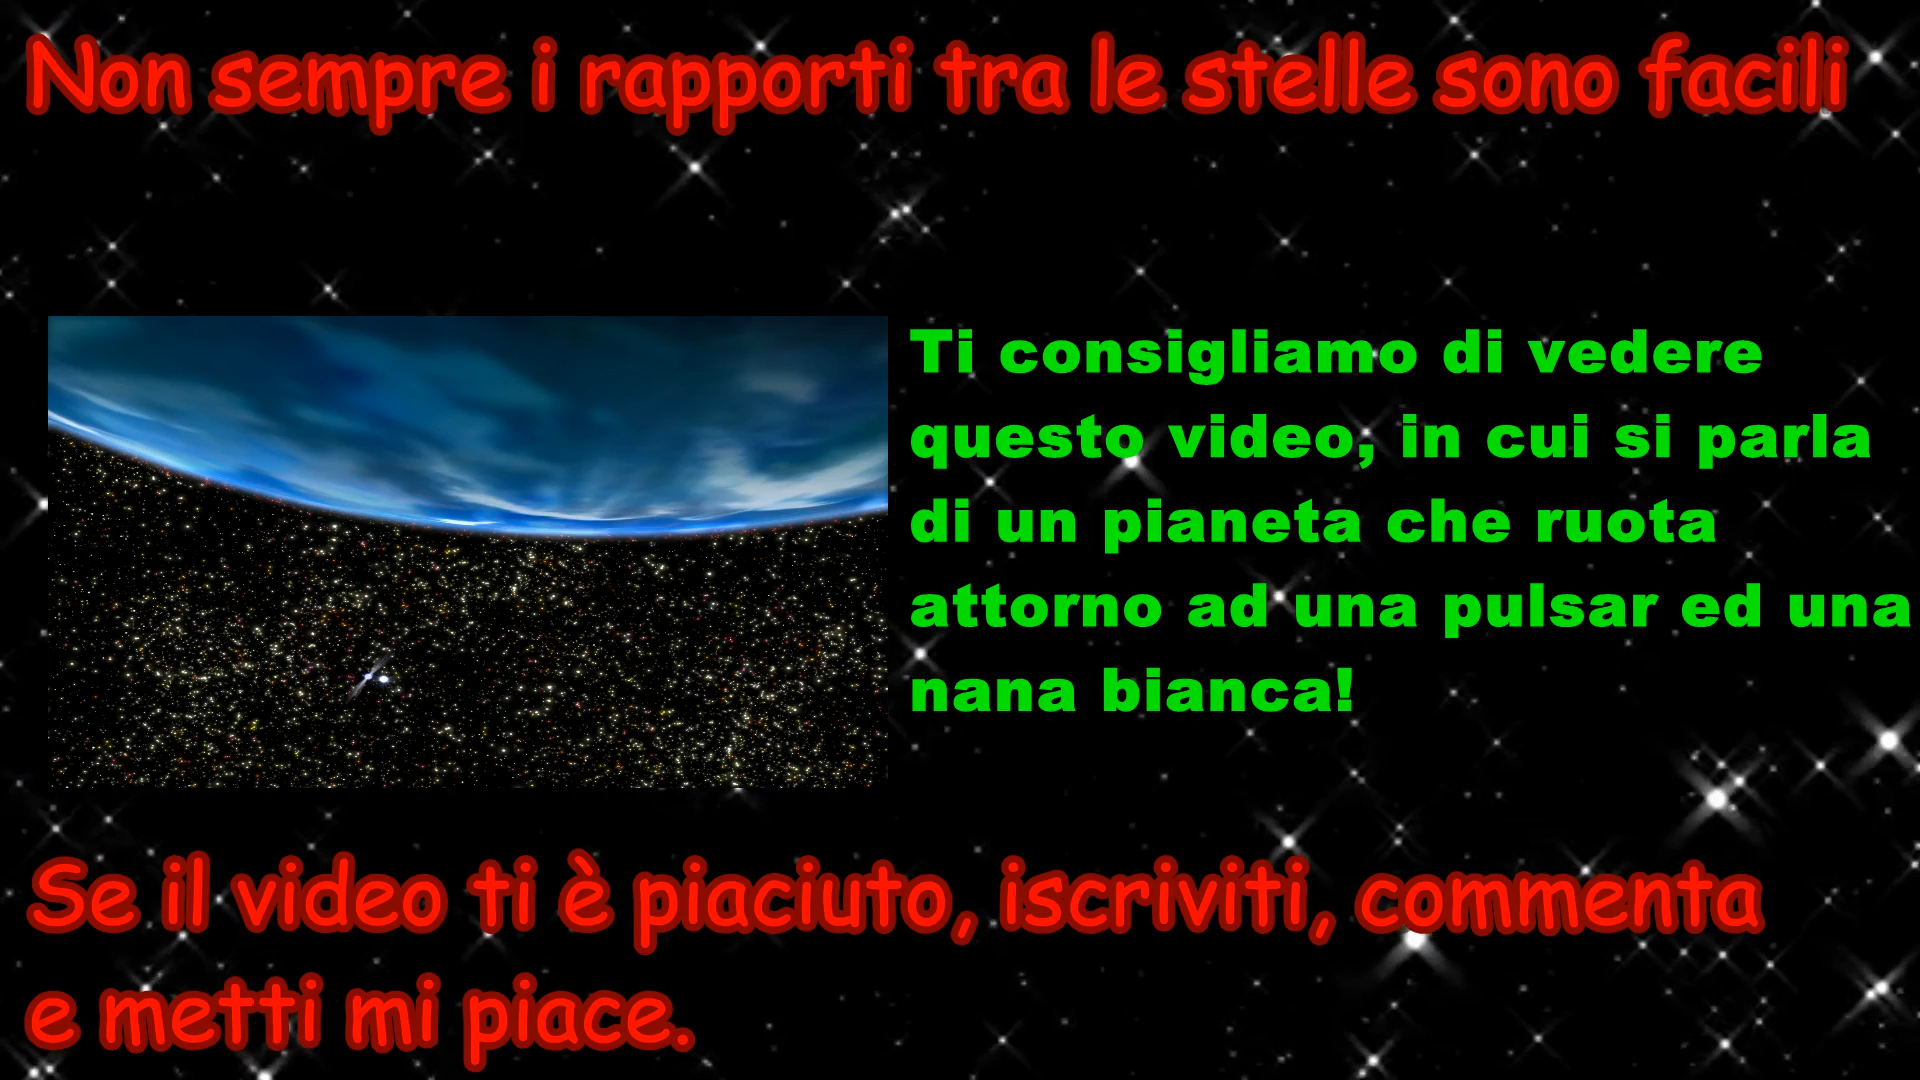 Non sempre i rapporti tra le stelle sono facili
Ti consigliamo di vedere
questo video, in cui si parla
di un pianeta che ruota
attorno ad una pulsar ed una
nana bianca!
Se il video ti è piaciuto, iscriviti, commenta
e metti mi piace.